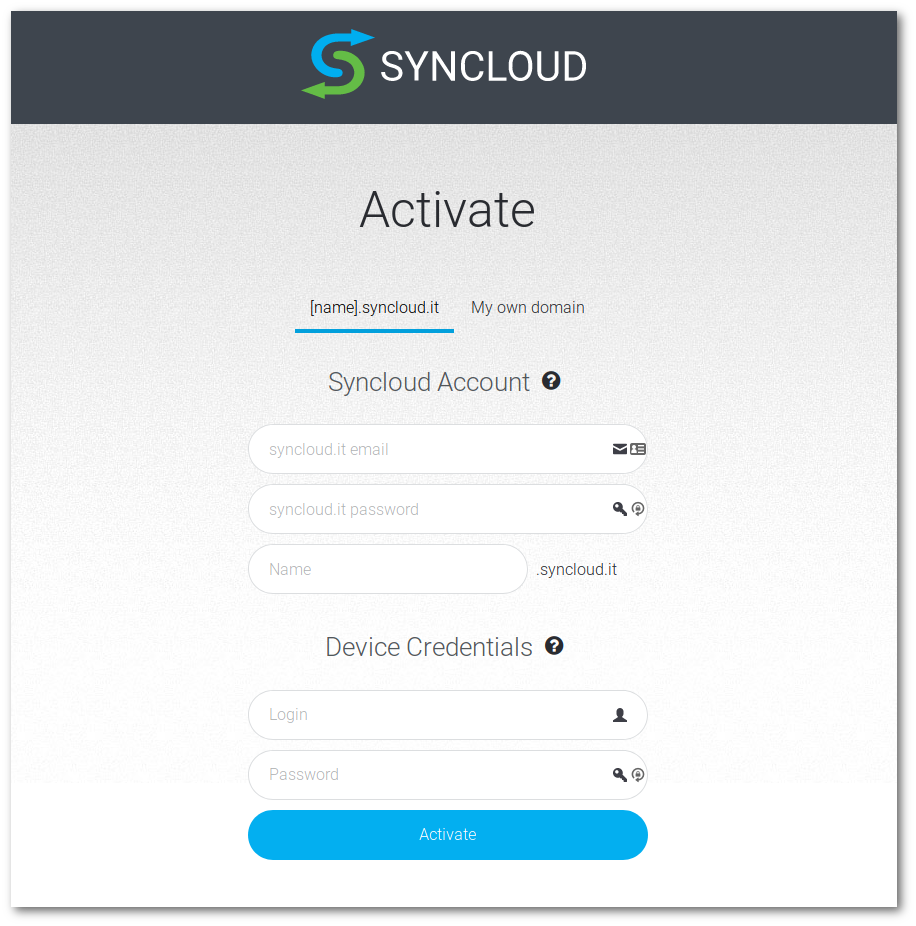 SYNCLOUD
Activate
[name].syncloud.it My own domain
Syncloud Account
syncloud.it email
syncloud.it password
Name .syncloud.it
Device Credentials
Login
Password
Activate